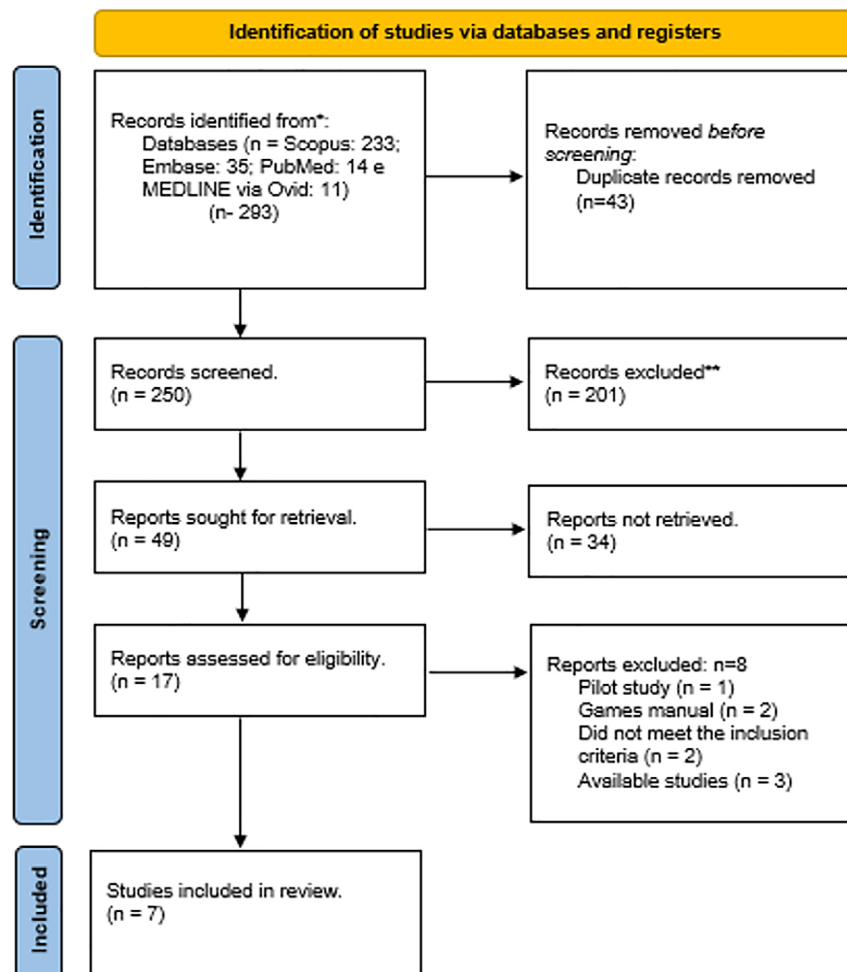 Identification of studies via databases and registers
Identification
Records identified from*:
Databases (n = Scopus: 233;
Embase: 35; PubMed: 14 e
MEDLINE via Ovid: 11)
(n- 293)
Records removed before
screening:
Duplicate records removed
(n=43)
Screening
Records screened.
(n = 250)
Records excluded**
(n = 201)
Reports sought for retrieval.
(n = 49)
Reports not retrieved.
(n = 34)
Reports assessed for eligibility.
(n = 17)
Reports excluded: n=8
Pilot study (n = 1)
Games manual (n = 2)
Did not meet the inclusion
criteria (n = 2)
Available studies (n = 3)
Included
Studies included in review.
(n = 7)